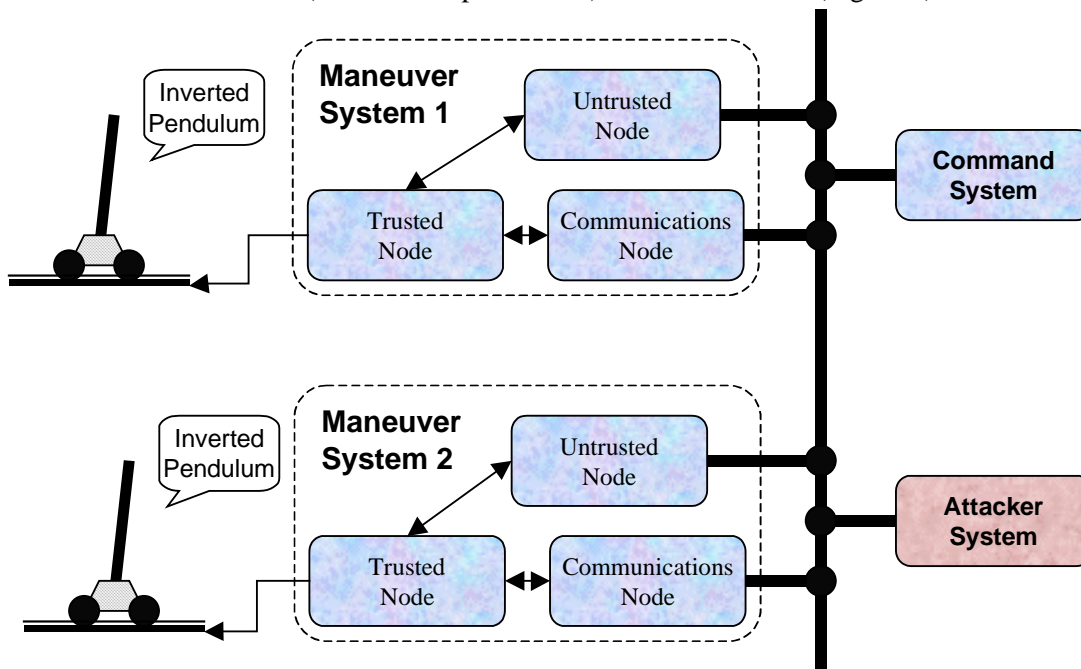 Maneuver
System 1
Inverted
Pendulum
Untrusted
Node
Trusted
Node
Communications
Node
Command
System
Maneuver
System 2
Inverted
Pendulum
Untrusted
Node
Trusted
Node
Communications
Node
Attacker
System